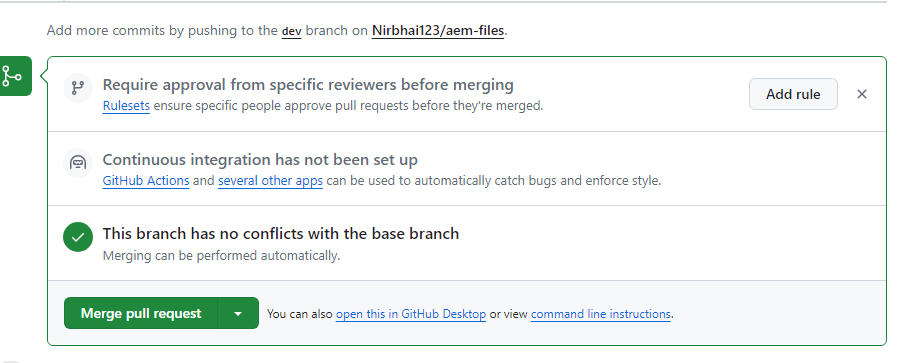 Add more commits by pushing to the dev branch on Nirbhai123/aem-files.
Require approval from specific reviewers before merging
Rulesets ensure specific people approve pull requests before they're merged.
Add rule
Continuous integration has not been set up
GitHub Actions and several other apps can be used to automatically catch bugs and enforce style.
This branch has no conflicts with the base branch
Merging can be performed automatically.
Merge pull request
You can also open this in GitHub Desktop or view command line instructions.